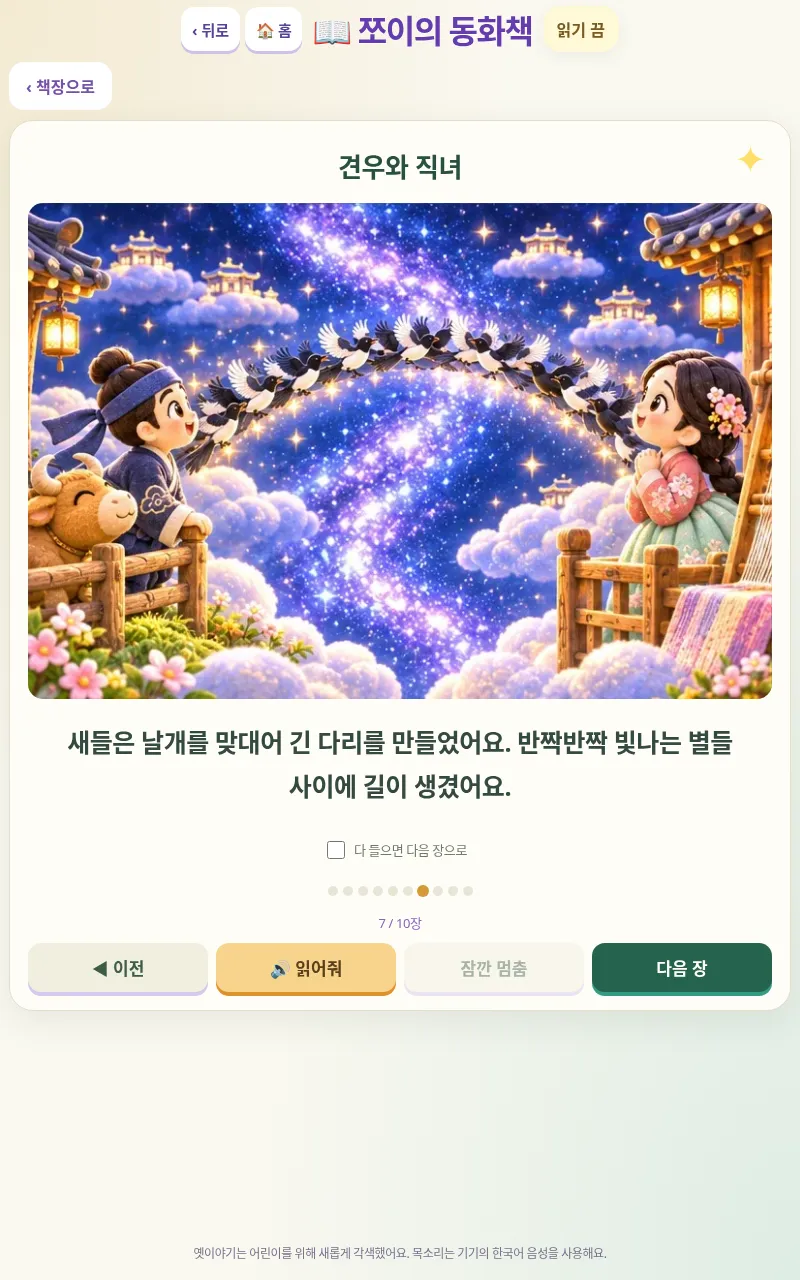 ‹ 뒤로
🏠 홈
📖 쪼이의 동화책
읽기 끝
‹ 책장으로
견우와 직녀
새들은 날개를 맞대어 긴 다리를 만들었어요. 반짝반짝 빛나는 별들
사이에 길이 생겼어요.
다 들으면 다음 장으로
7 / 10장
◀ 이전
🔊 읽어줘
잠깐 멈춤
다음 장
옛이야기는 어린이를 위해 새롭게 각색했어요. 목소리는 기기의 한국어 음성을 사용해요.